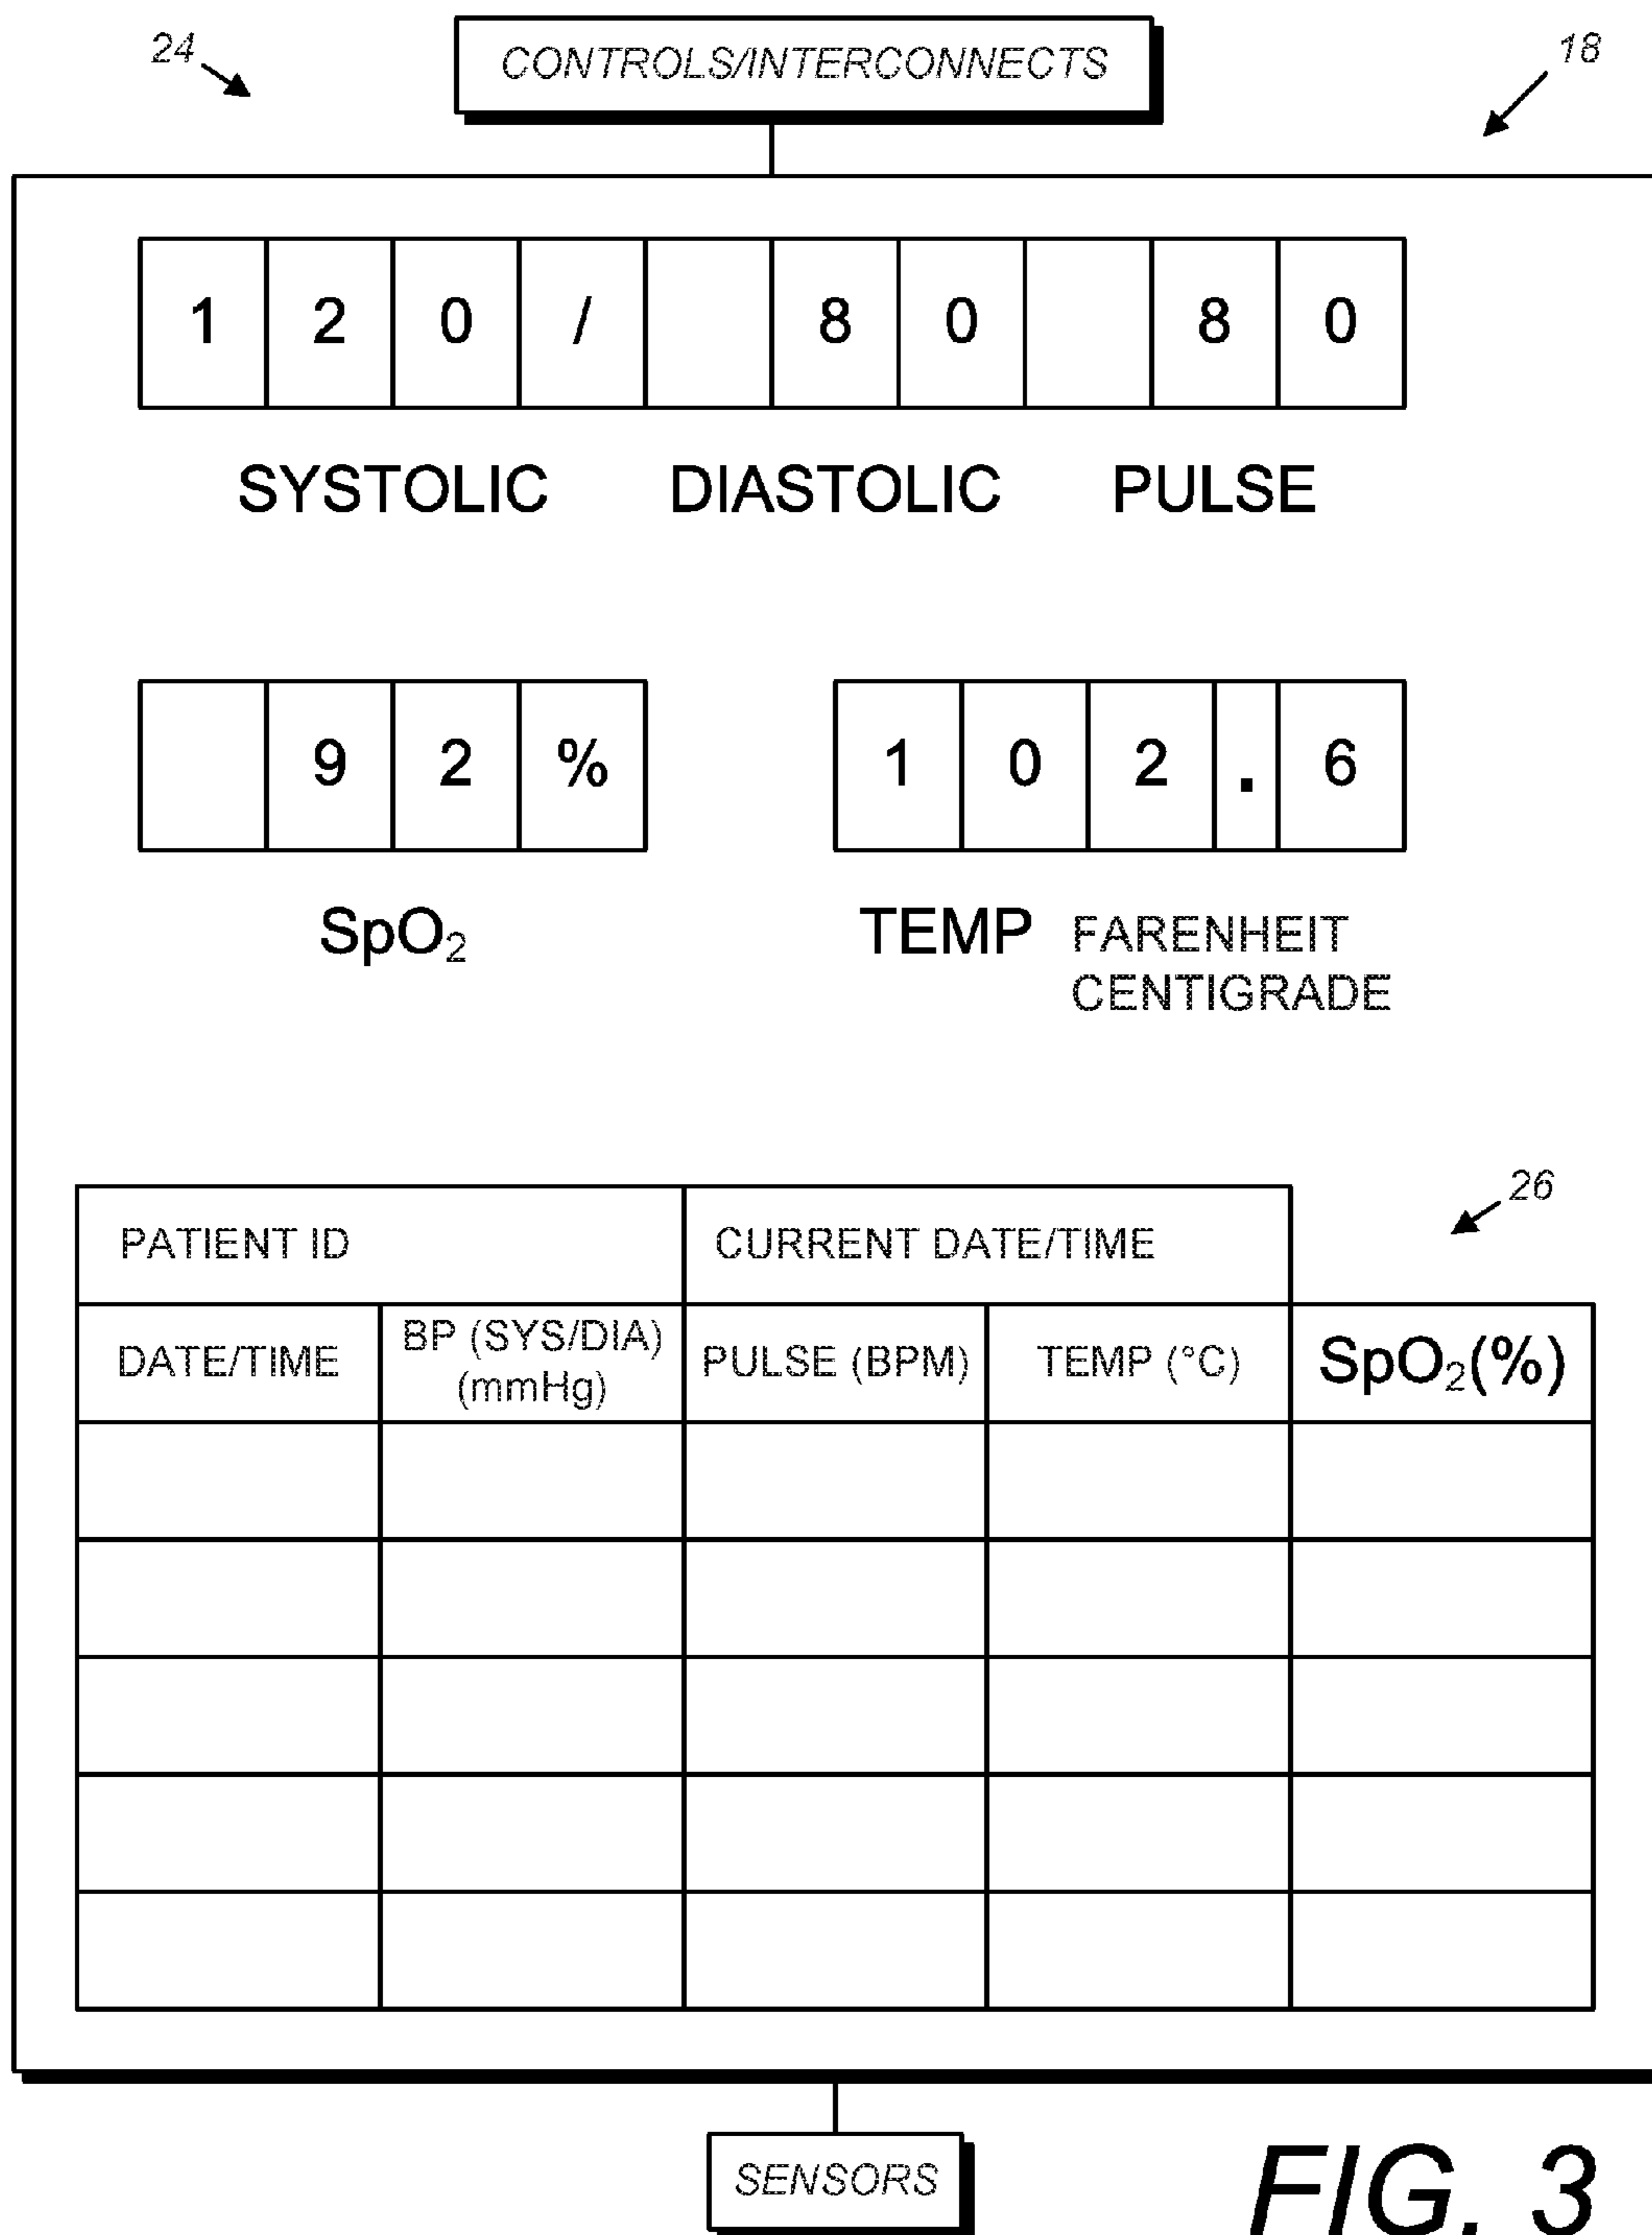 24
CONTROLS/INTERCONNECTS
18
1 2 0 / 8 0 8 0
SYSTOLIC DIASTOLIC PULSE
9 2 % 1 0 2 . 6
SpO₂ TEMP FARENHEIT
CENTIGRADE
26
PATIENT ID CURRENT DATE/TIME
DATE/TIME BP (SYS/DIA) (mmHg) PULSE (BPM) TEMP (°C) SpO₂(%)
SENSORS
FIG. 3